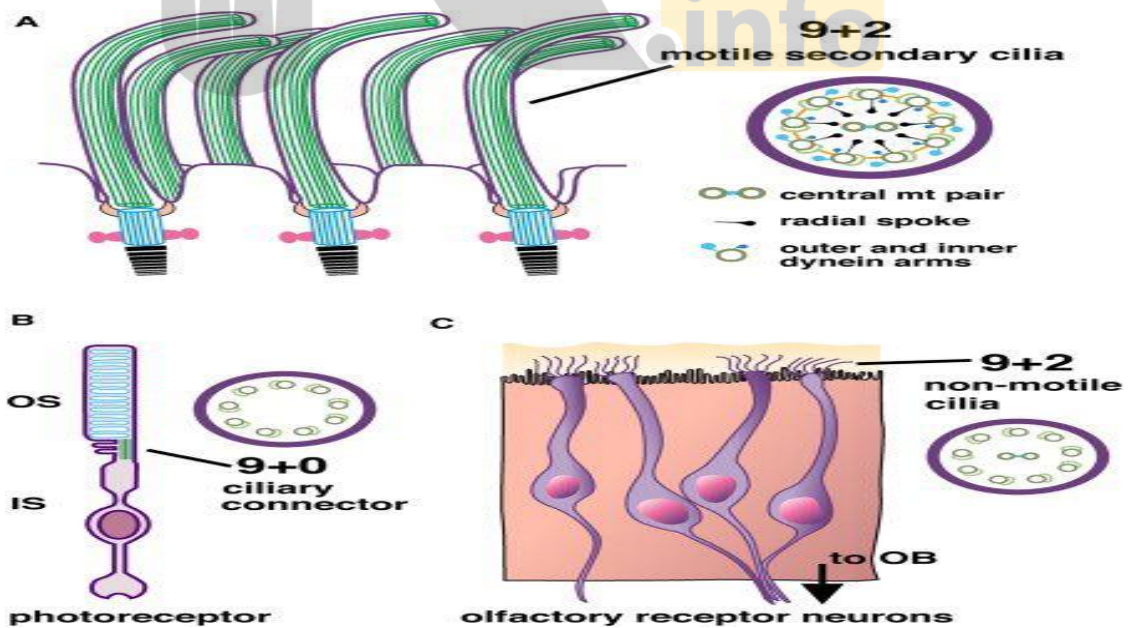 A
.info
9+2
motile secondary cilia
central mt pair
radial spoke
outer and inner
dynein arms
B
OS
IS
9+0
ciliary
connector
photoreceptor
C
9+2
non-motile
cilia
to OB
olfactory receptor neurons